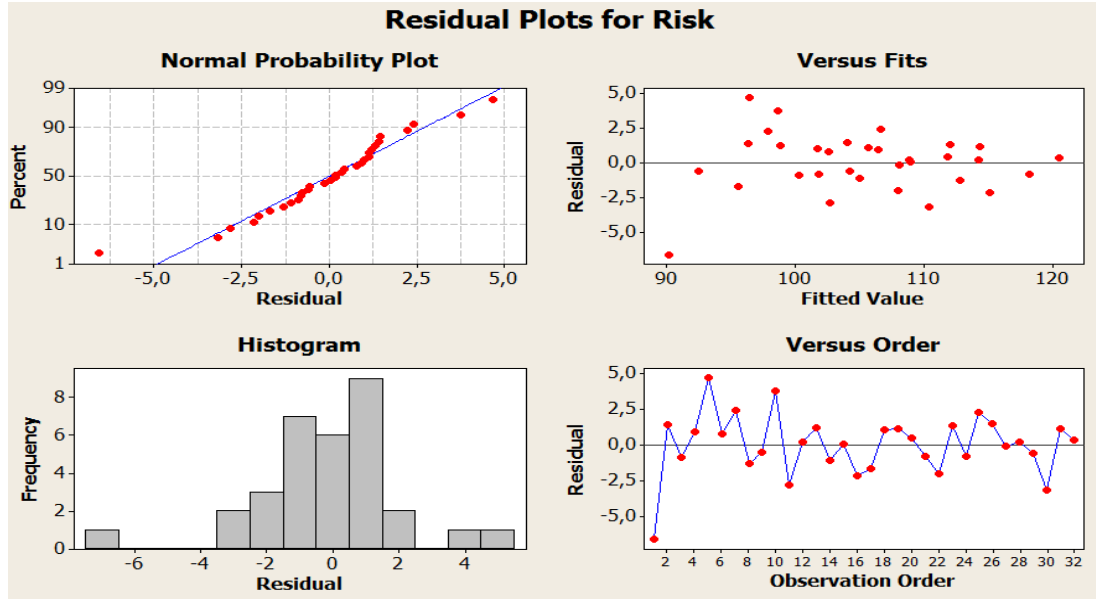 Residual Plots for Risk
Normal Probability Plot
99
90
50
10
1
Percent
-5,0 -2,5 0,0 2,5 5,0
Residual
Versus Fits
5,0
2,5
0,0
-2,5
-5,0
Residual
90 100 110 120
Fitted Value
Histogram
8
6
4
2
0
Frequency
-6 -4 -2 0 2 4
Residual
Versus Order
5,0
2,5
0,0
-2,5
-5,0
Residual
2 4 6 8 10 12 14 16 18 20 22 24 26 28 30 32
Observation Order